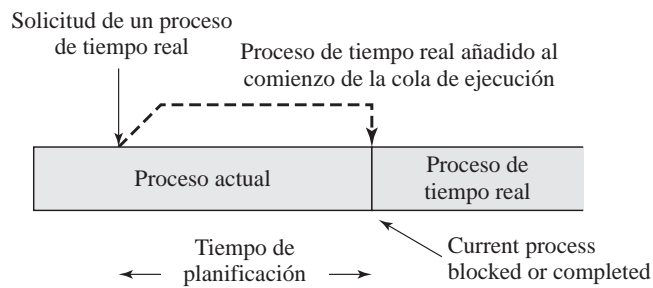 Solicitud de un proceso
de tiempo real
Proceso de tiempo real añadido al
comienzo de la cola de ejecución
Proceso actual
Proceso de
tiempo real
Tiempo de
planificación
Current process
blocked or completed